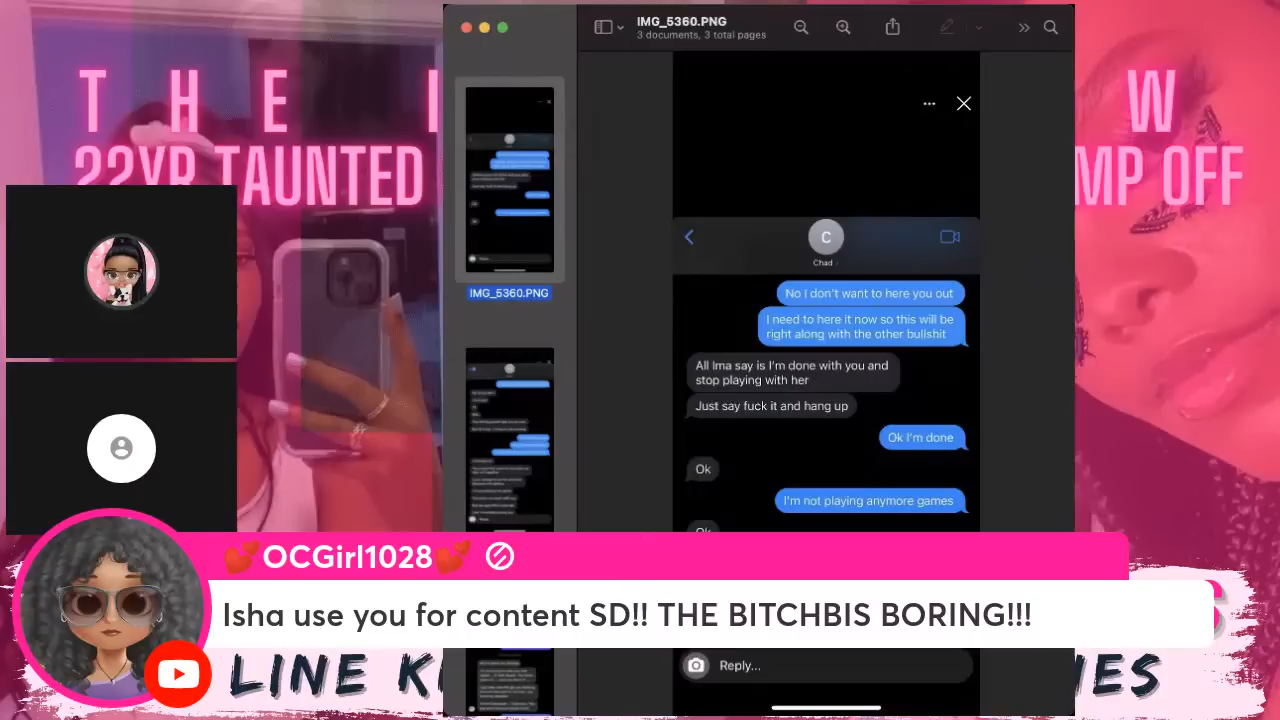 THE
W
22YR TAUNTED
MP OFF
IMG_5360.PNG
3 documents, 3 total pages
IMG_5360.PNG
C
Chad
No I don't want to here you out
I need to here it now so this will be
right along with the other bullshit
All Ima say is I'm done with you and
stop playing with her
Just say fuck it and hang up
Ok I'm done
Ok
I'm not playing anymore games
Ok
💕OCGirl1028💕
Isha use you for content SD!! THE BITCHBIS BORING!!!
INE K
MES
Reply...